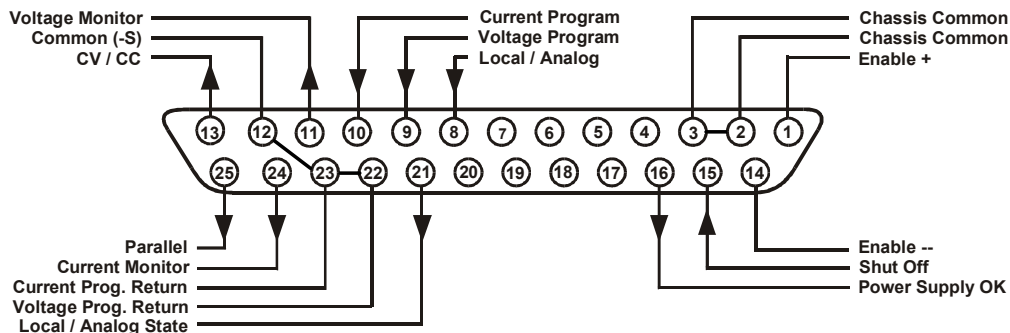 Voltage Monitor
Common (-S)
CV / CC
Current Program
Voltage Program
Local / Analog
Chassis Common
Chassis Common
Enable +
13 12 11 10 9 8 7 6 5 4 3 2 1
25 24 23 22 21 20 19 18 17 16 15 14
Parallel
Current Monitor
Current Prog. Return
Voltage Prog. Return
Local / Analog State
Enable --
Shut Off
Power Supply OK